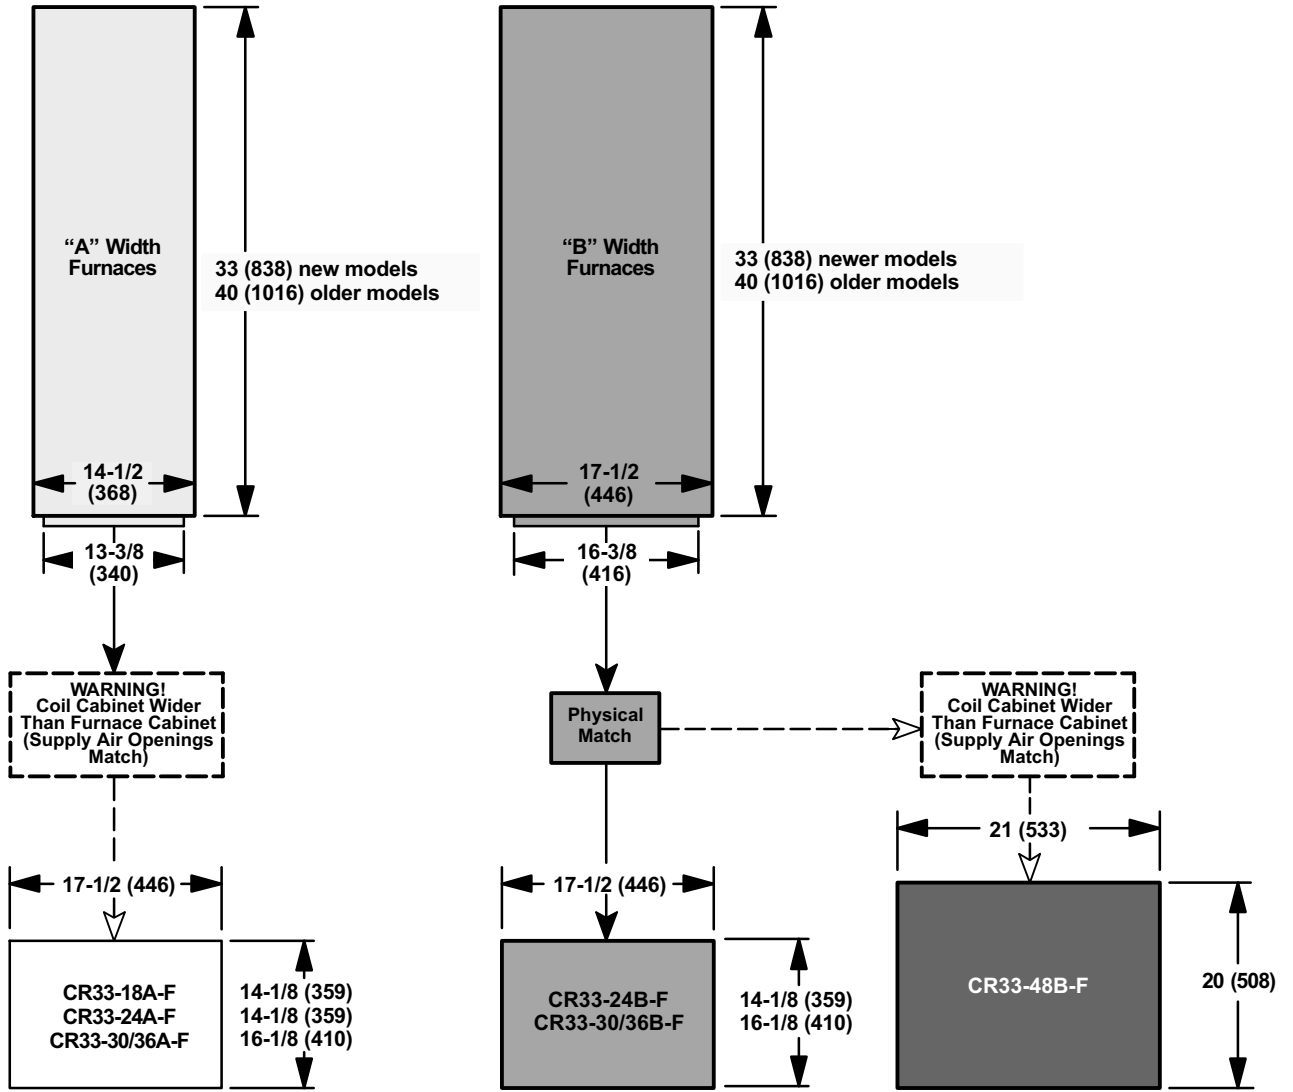 “A” Width
Furnaces
33 (838) new models
40 (1016) older models
14-1/2
(368)
13-3/8
(340)
WARNING!
Coil Cabinet Wider
Than Furnace Cabinet
(Supply Air Openings
Match)
17-1/2 (446)
CR33-18A-F
CR33-24A-F
CR33-30/36A-F
14-1/8 (359)
14-1/8 (359)
16-1/8 (410)
“B” Width
Furnaces
33 (838) newer models
40 (1016) older models
17-1/2
(446)
16-3/8
(416)
Physical
Match
17-1/2 (446)
CR33-24B-F
CR33-30/36B-F
14-1/8 (359)
16-1/8 (410)
WARNING!
Coil Cabinet Wider
Than Furnace Cabinet
(Supply Air Openings
Match)
21 (533)
CR33-48B-F
20 (508)